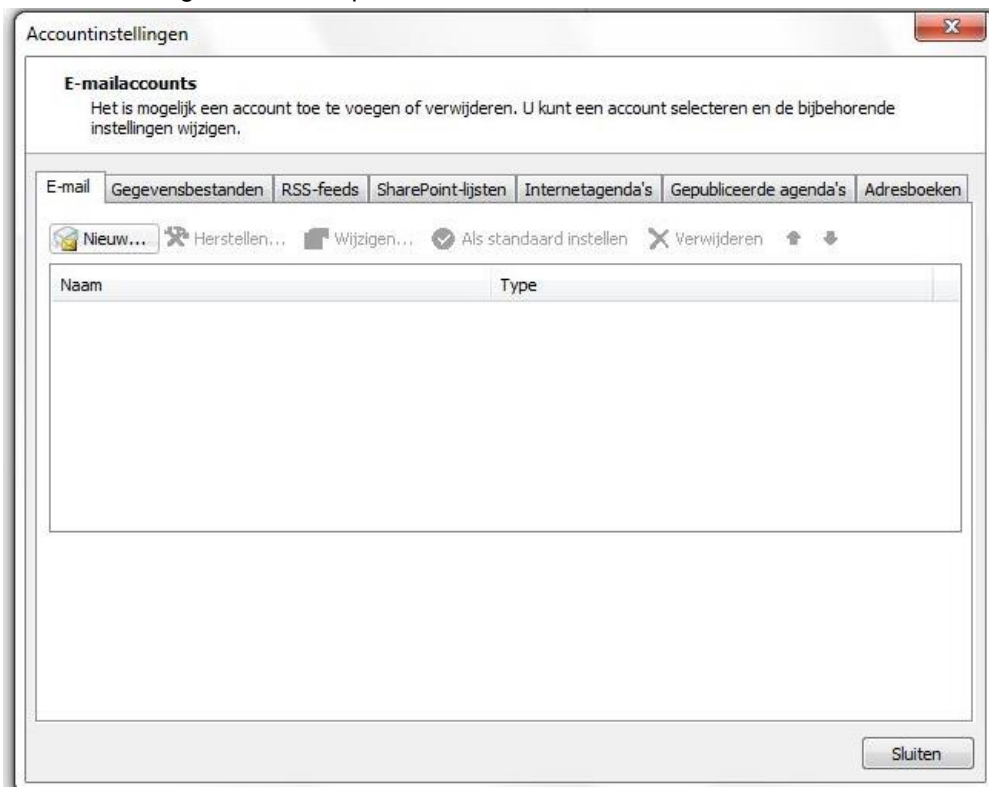 Accountinstellingen
E-mailaccounts
Het is mogelijk een account toe te voegen of verwijderen. U kunt een account selecteren en de bijbehorende
instellingen wijzigen.
E-mail Gegevensbestanden RSS-feeds SharePoint-lijsten Internetagenda's Gepubliceerde agenda's Adresboeken
Nieuw... Herstellen... Wijzigen... Als standaard instellen Verwijderen
Naam Type
Sluiten